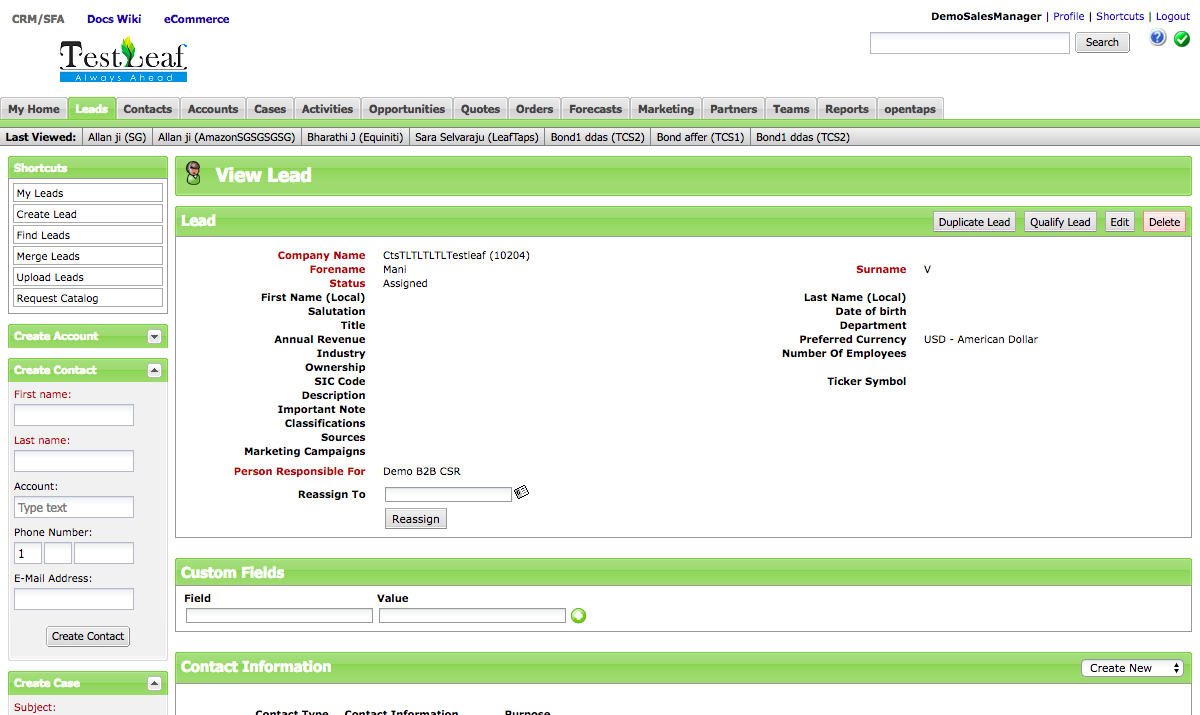 CRM/SFA Docs Wiki eCommerce
DemoSalesManager | Profile | Shortcuts | Logout
TestLeaf
Always Ahead
Search
My Home Leads Contacts Accounts Cases Activities Opportunities Quotes Orders Forecasts Marketing Partners Teams Reports opentaps
Last Viewed: Allan ji (SG) Allan ji (AmazonSGSGSGSG) Bharathi J (Equiniti) Sara Selvaraju (LeafTaps) Bond1 ddas (TCS2) Bond affer (TCS1) Bond1 ddas (TCS2)
Shortcuts
My Leads
Create Lead
Find Leads
Merge Leads
Upload Leads
Request Catalog
Create Account
Create Contact
First name:
Last name:
Account:
Type text
Phone Number:
1
E-Mail Address:
Create Contact
Create Case
Subject:
View Lead
Lead
Duplicate Lead Qualify Lead Edit Delete
Company Name CtsTLTLTLTLTestleaf (10204)
Forename Mani Surname V
Status Assigned
First Name (Local) Last Name (Local)
Salutation Date of birth
Title Department
Annual Revenue Preferred Currency USD - American Dollar
Industry Number Of Employees
Ownership
SIC Code Ticker Symbol
Description
Important Note
Classifications
Sources
Marketing Campaigns
Person Responsible For Demo B2B CSR
Reassign To
Reassign
Custom Fields
Field Value
Contact Information
Create New
Contact Type Contact Information Purpose